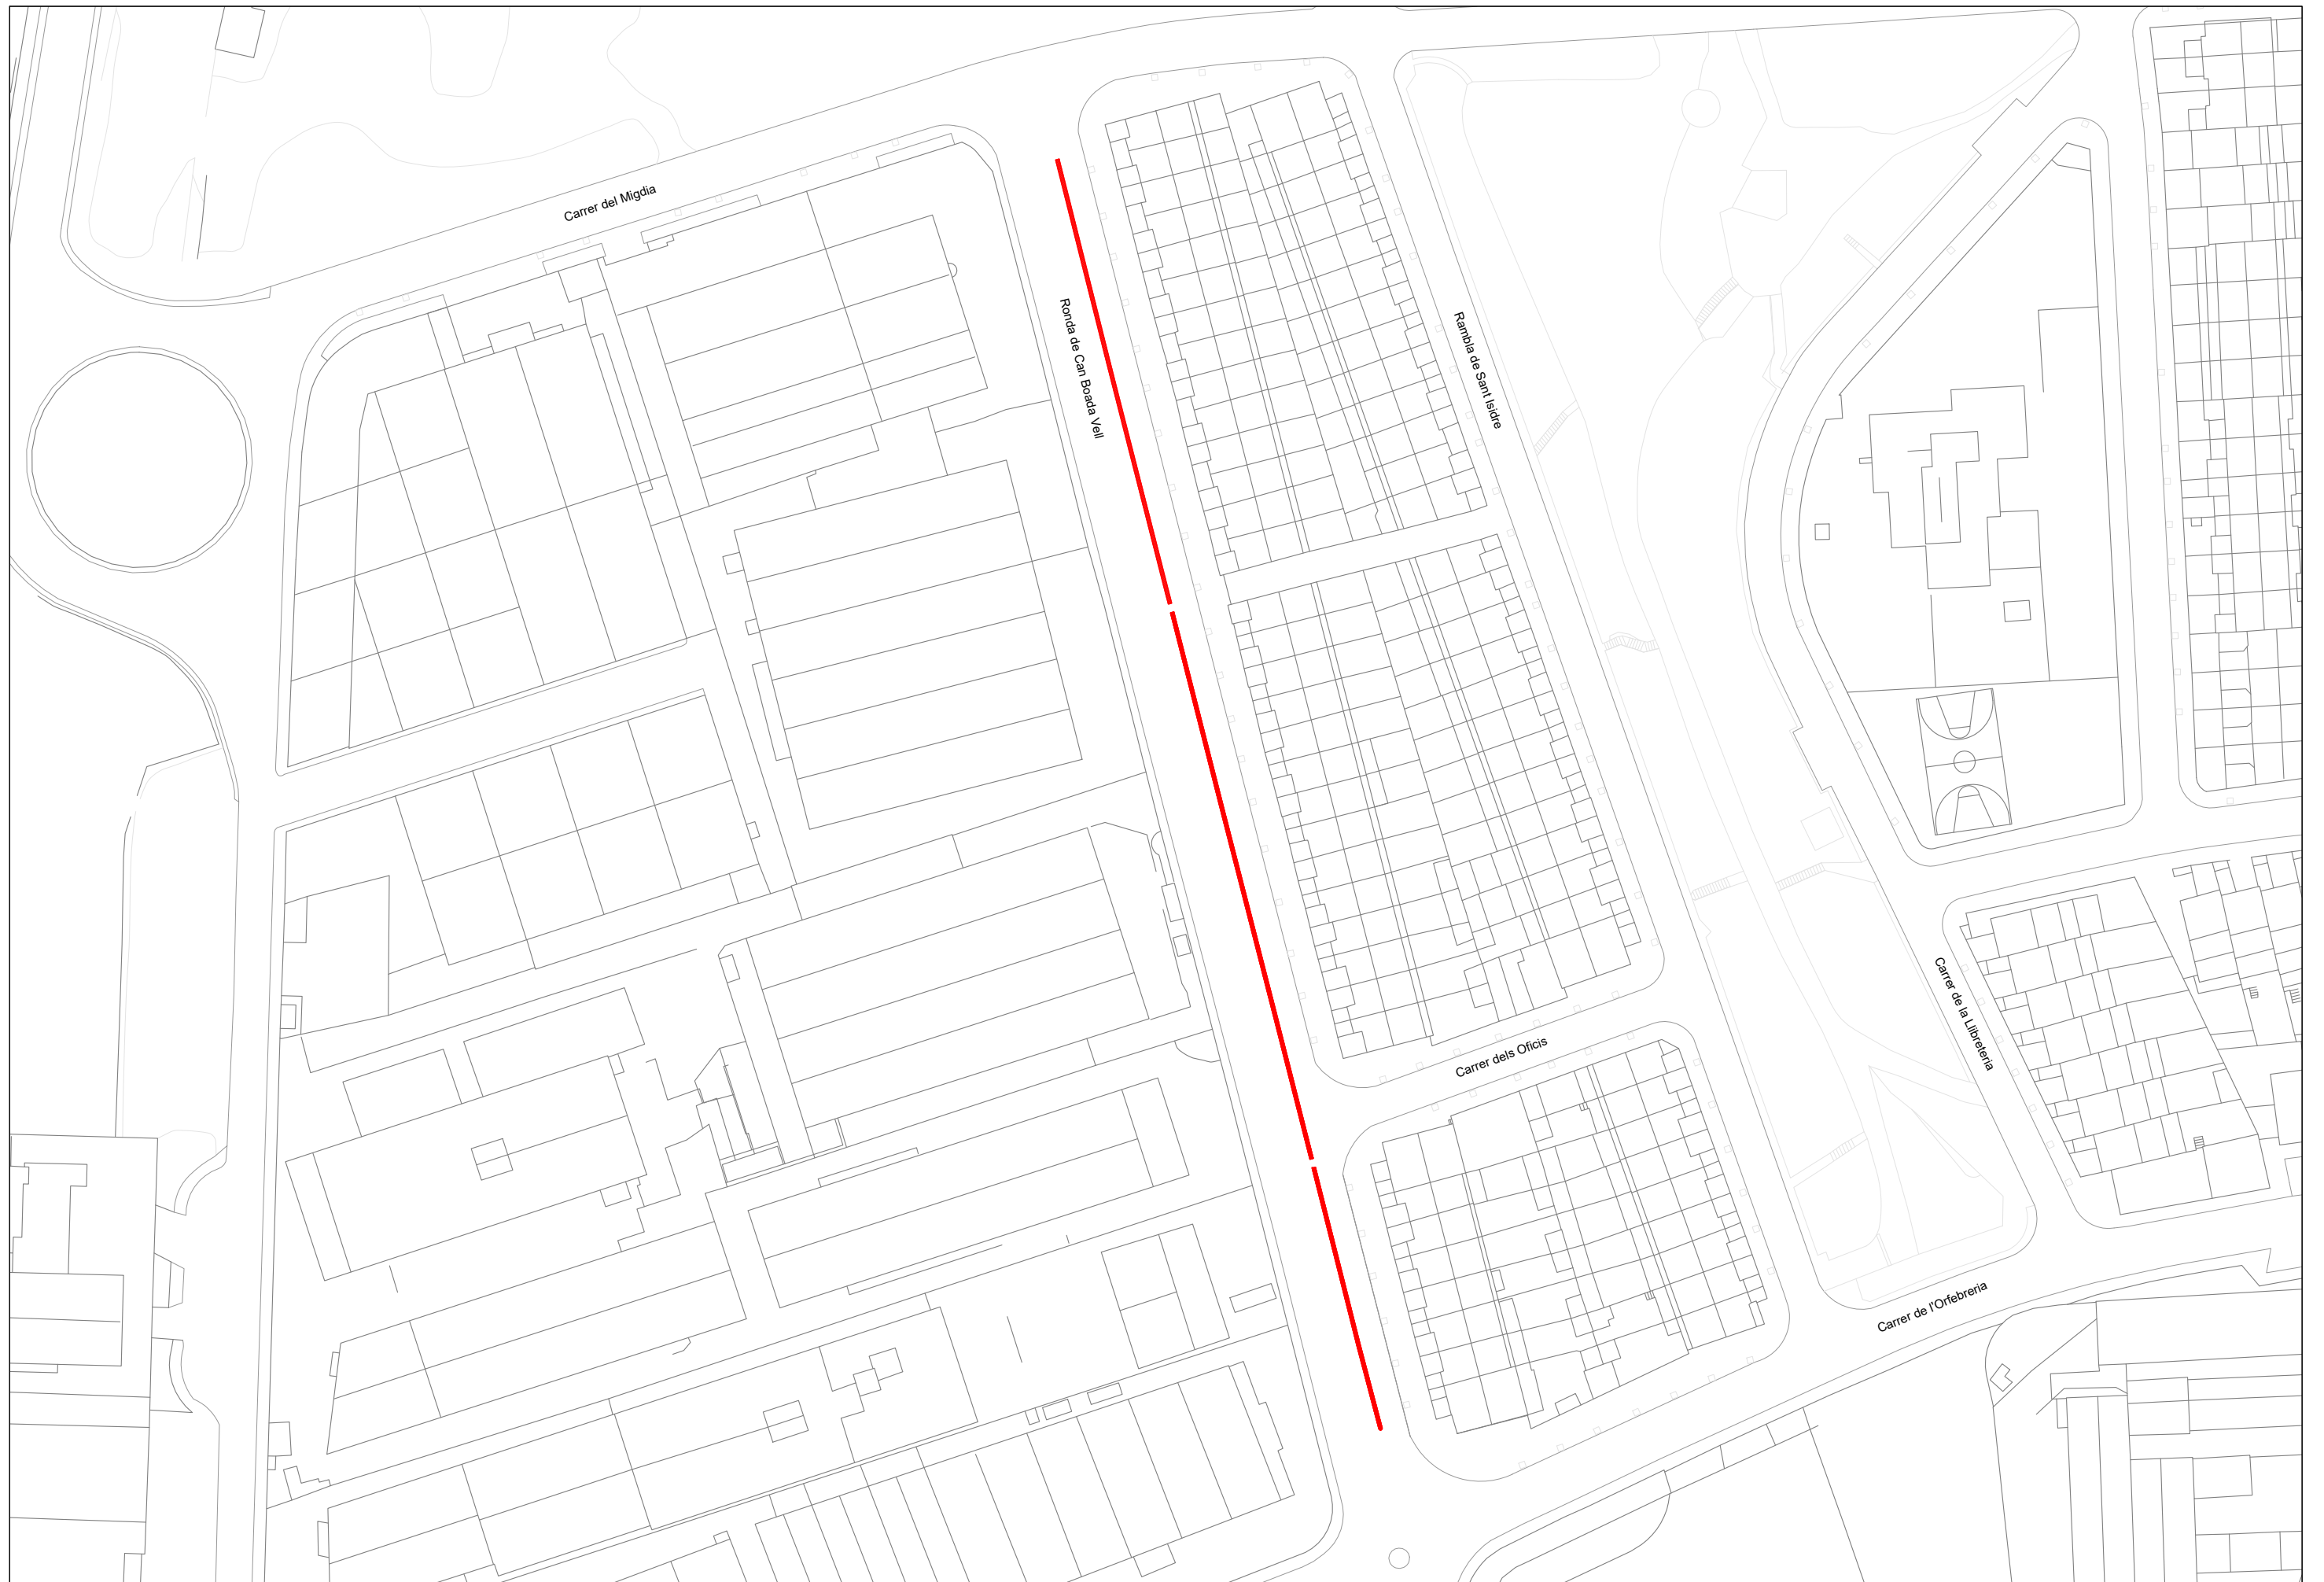 Carrer del Migdia
Ronda de Can Boada Vell
Rambla de Sant Isidre
Carrer de la Llibreteria
Carrer dels Oficis
Carrer de l'Orfebreria